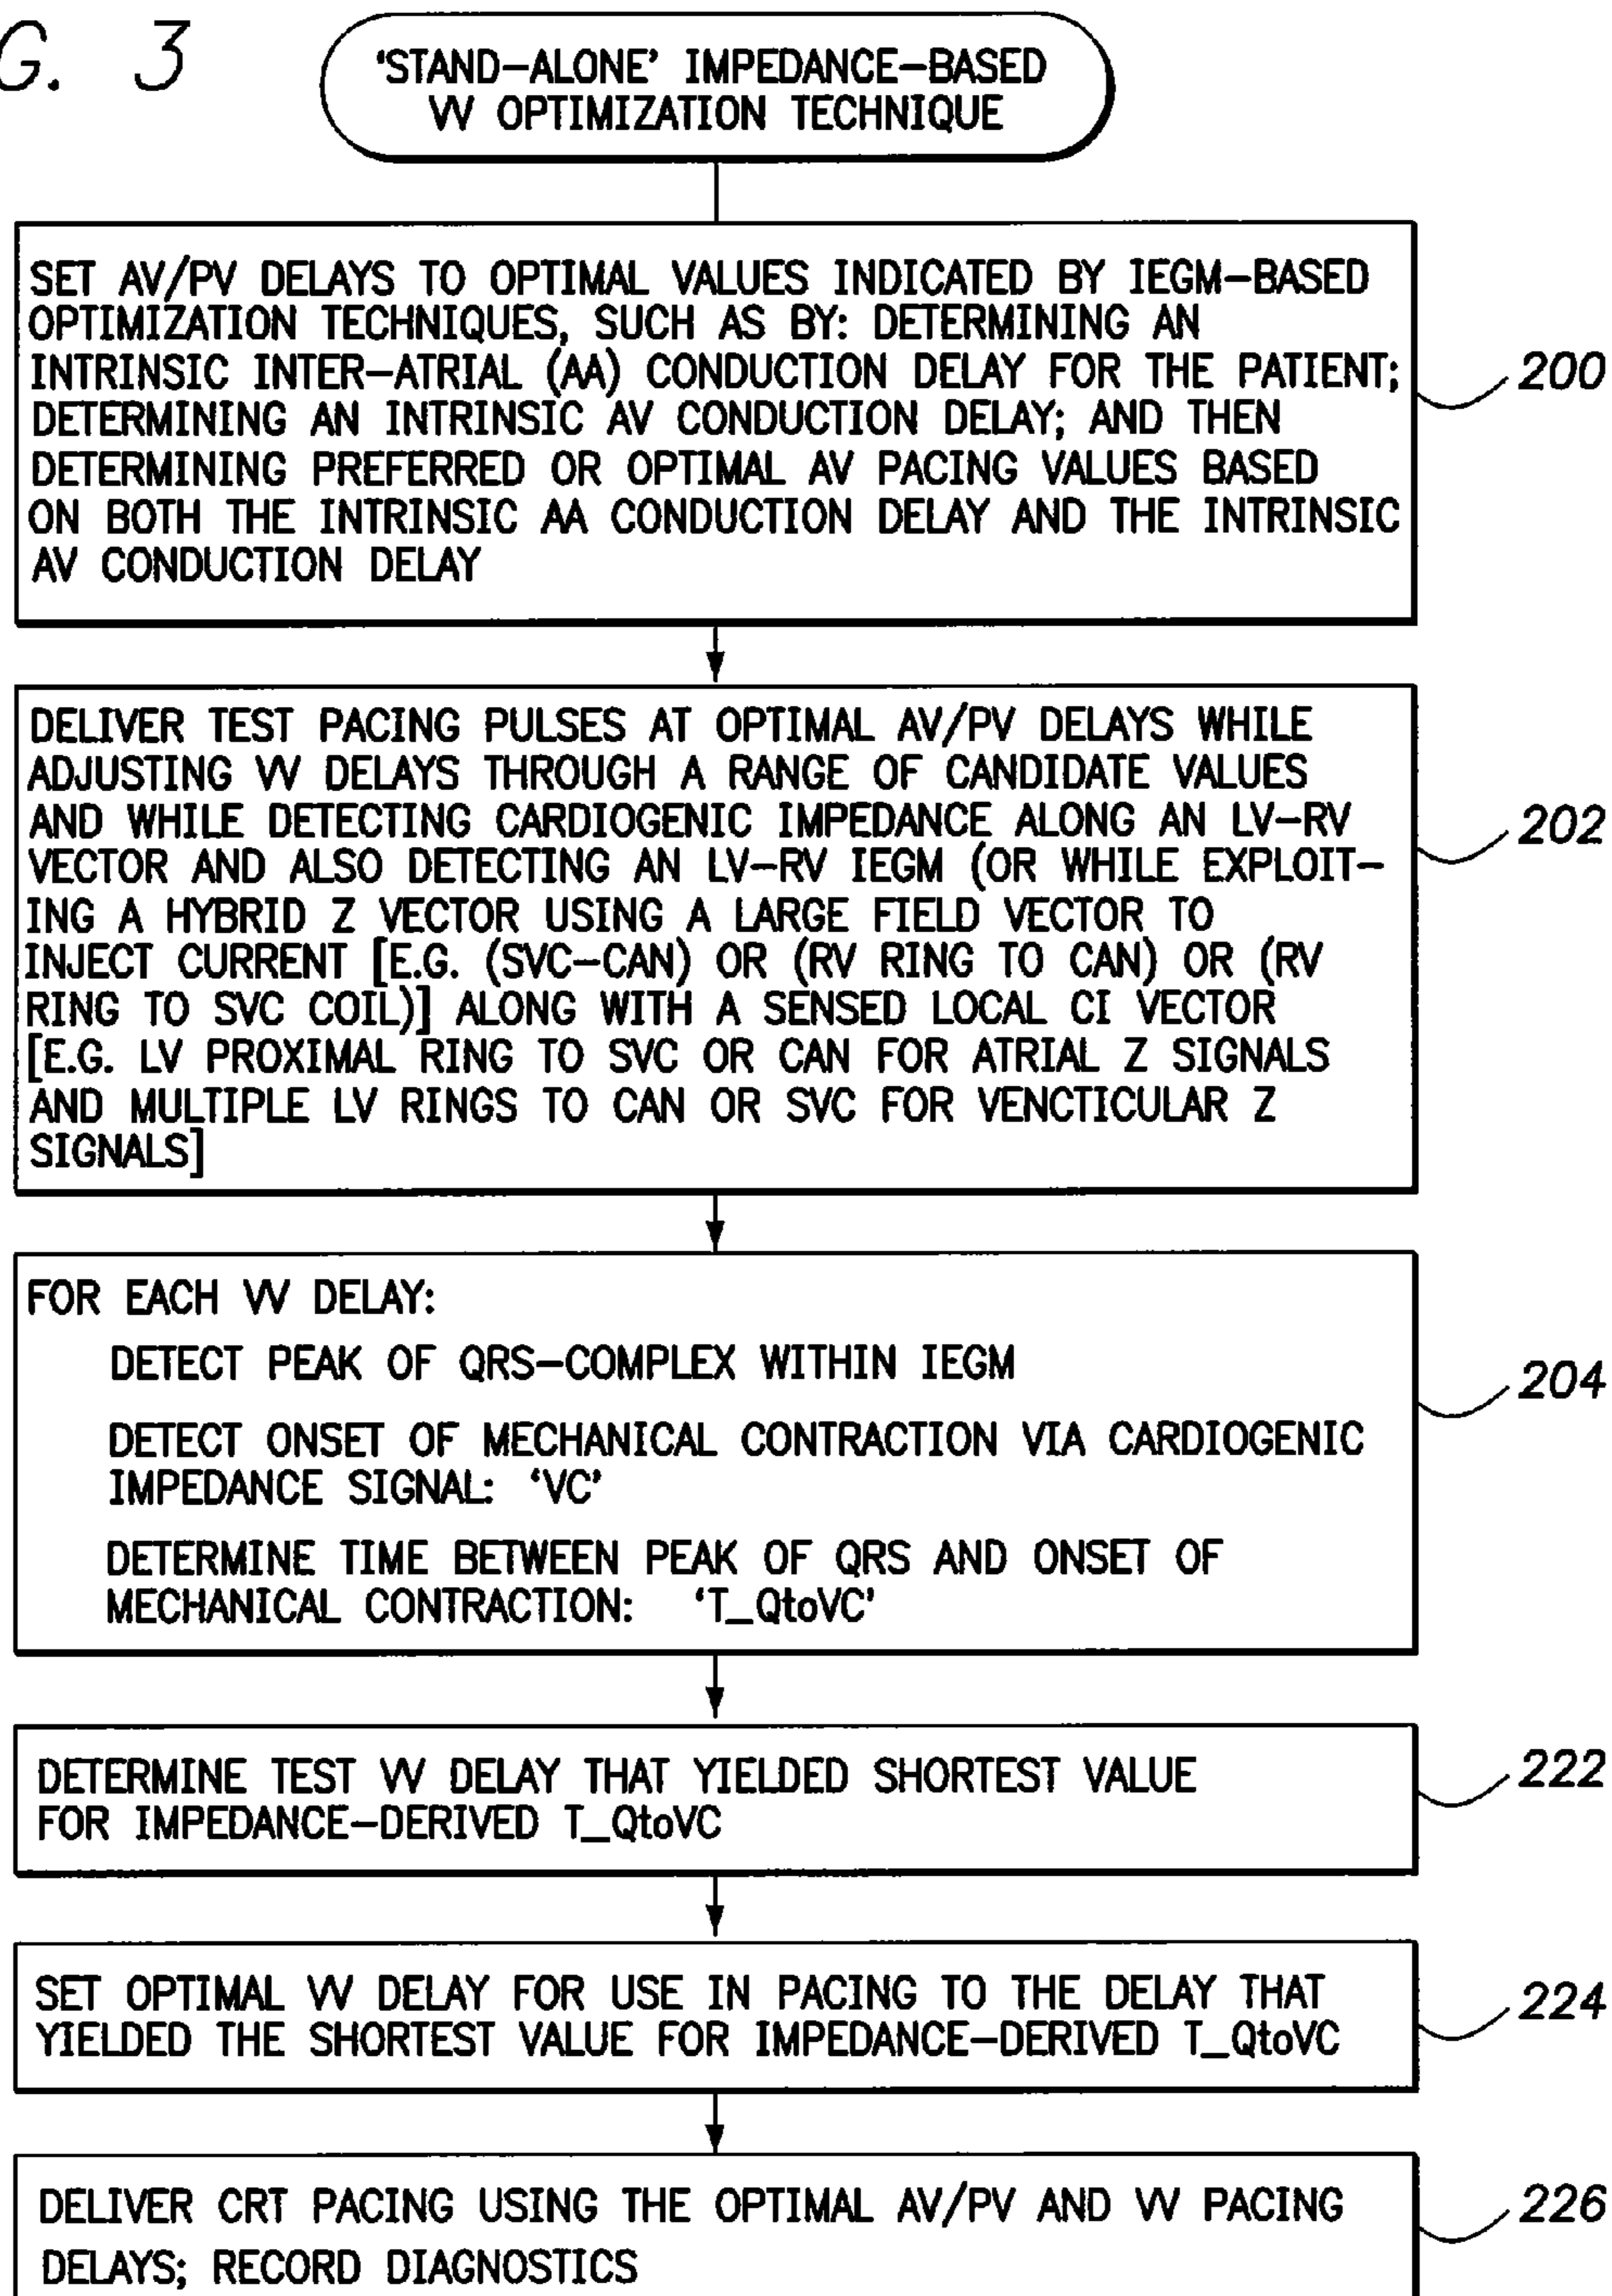 G. 3
'STAND-ALONE' IMPEDANCE-BASED
VV OPTIMIZATION TECHNIQUE
SET AV/PV DELAYS TO OPTIMAL VALUES INDICATED BY IEGM-BASED
OPTIMIZATION TECHNIQUES, SUCH AS BY: DETERMINING AN
INTRINSIC INTER-ATRIAL (AA) CONDUCTION DELAY FOR THE PATIENT;
DETERMINING AN INTRINSIC AV CONDUCTION DELAY; AND THEN
DETERMINING PREFERRED OR OPTIMAL AV PACING VALUES BASED
ON BOTH THE INTRINSIC AA CONDUCTION DELAY AND THE INTRINSIC
AV CONDUCTION DELAY
200
DELIVER TEST PACING PULSES AT OPTIMAL AV/PV DELAYS WHILE
ADJUSTING VV DELAYS THROUGH A RANGE OF CANDIDATE VALUES
AND WHILE DETECTING CARDIOGENIC IMPEDANCE ALONG AN LV-RV
VECTOR AND ALSO DETECTING AN LV-RV IEGM (OR WHILE EXPLOIT-
ING A HYBRID Z VECTOR USING A LARGE FIELD VECTOR TO
INJECT CURRENT [E.G. (SVC-CAN) OR (RV RING TO CAN) OR (RV
RING TO SVC COIL)] ALONG WITH A SENSED LOCAL CI VECTOR
[E.G. LV PROXIMAL RING TO SVC OR CAN FOR ATRIAL Z SIGNALS
AND MULTIPLE LV RINGS TO CAN OR SVC FOR VENCTICULAR Z
SIGNALS]
202
FOR EACH VV DELAY:
DETECT PEAK OF QRS-COMPLEX WITHIN IEGM
DETECT ONSET OF MECHANICAL CONTRACTION VIA CARDIOGENIC
IMPEDANCE SIGNAL: 'VC'
DETERMINE TIME BETWEEN PEAK OF QRS AND ONSET OF
MECHANICAL CONTRACTION: 'T_QtoVC'
204
DETERMINE TEST VV DELAY THAT YIELDED SHORTEST VALUE
FOR IMPEDANCE-DERIVED T_QtoVC
222
SET OPTIMAL VV DELAY FOR USE IN PACING TO THE DELAY THAT
YIELDED THE SHORTEST VALUE FOR IMPEDANCE-DERIVED T_QtoVC
224
DELIVER CRT PACING USING THE OPTIMAL AV/PV AND VV PACING
DELAYS; RECORD DIAGNOSTICS
226